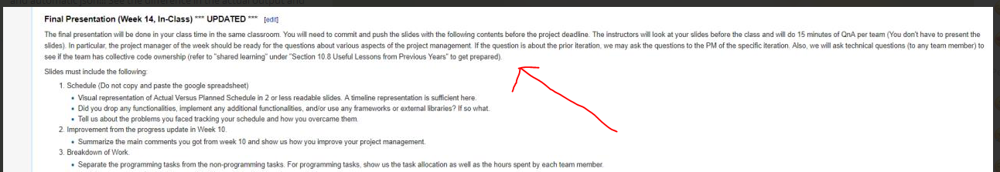 and automatic json!! See the difference in the actual output and
Final Presentation (Week 14, In-Class) *** UPDATED *** [edit]
The final presentation will be done in your class time in the same classroom. You will need to commit and push the slides with the following contents before the project deadline. The instructors will look at your slides before the class and will do 15 minutes of QnA per team (You don't have to present the
slides). In particular, the project manager of the week should be ready for the questions about various aspects of the project management. If the question is about the prior iteration, we may ask the questions to the PM of the specific iteration. Also, we will ask technical questions (to any team member) to
see if the team has collective code ownership (refer to "shared learning" under "Section 10.8 Useful Lessons from Previous Years" to get prepared).
Slides must include the following:
1. Schedule (Do not copy and paste the google spreadsheet)
• Visual representation of Actual Versus Planned Schedule in 2 or less readable slides. A timeline representation is sufficient here.
• Did you drop any functionalities, implement any additional functionalities, and/or use any frameworks or external libraries? If so what.
• Tell us about the problems you faced tracking your schedule and how you overcame them.
2. Improvement from the progress update in Week 10.
• Summarize the main comments you got from week 10 and show us how you improve your project management.
3. Breakdown of Work.
• Separate the programming tasks from the non-programming tasks. For programming tasks, show us the task allocation as well as the hours spent by each team member.